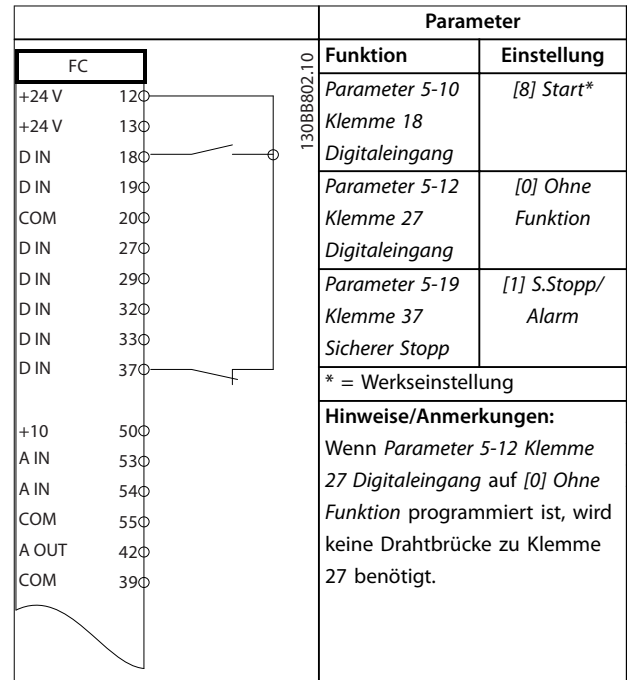 FC
+24 V 12
+24 V 13
D IN 18
D IN 19
COM 20
D IN 27
D IN 29
D IN 32
D IN 33
D IN 37
+10 50
A IN 53
A IN 54
COM 55
A OUT 42
COM 39
130BB802.10
Parameter
Funktion Einstellung
Parameter 5-10 [8] Start*
Klemme 18
Digitaleingang
Parameter 5-12 [0] Ohne
Klemme 27 Funktion
Digitaleingang
Parameter 5-19 [1] S.Stopp/
Klemme 37 Alarm
Sicherer Stopp
* = Werkseinstellung
Hinweise/Anmerkungen:
Wenn Parameter 5-12 Klemme
27 Digitaleingang auf [0] Ohne
Funktion programmiert ist, wird
keine Drahtbrücke zu Klemme
27 benötigt.